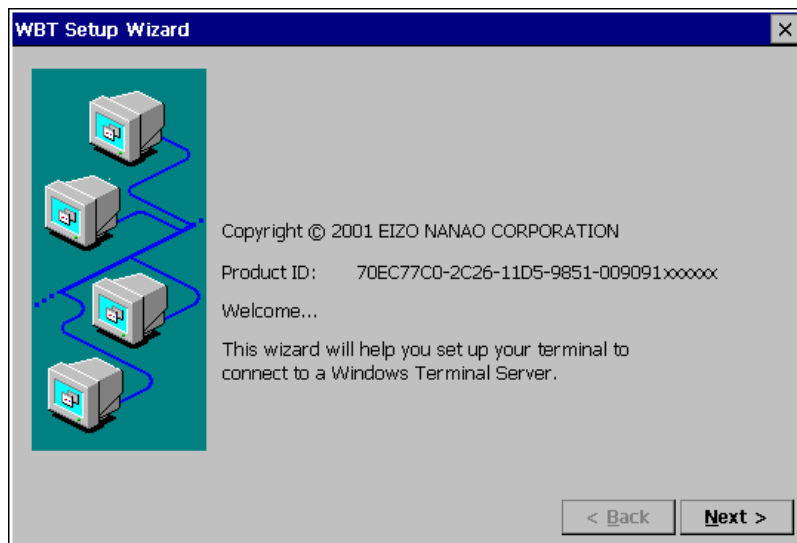 WBT Setup Wizard
Copyright © 2001 EIZO NANAO CORPORATION
Product ID: 70EC77C0-2C26-11D5-9851-009091xxxxxx
Welcome...
This wizard will help you set up your terminal to
connect to a Windows Terminal Server.
< Back
Next >